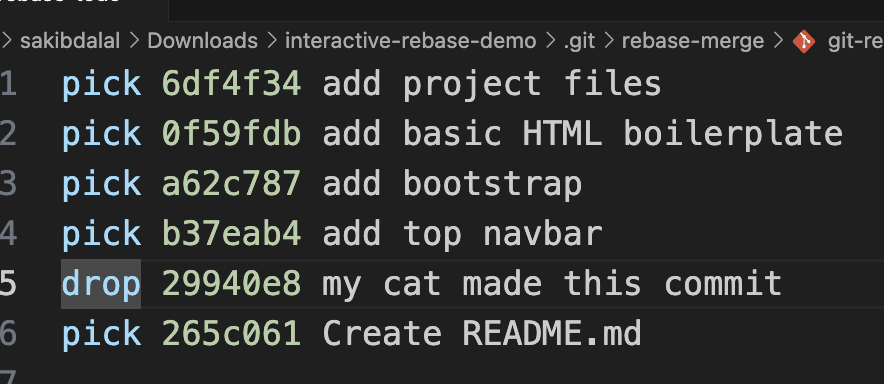 > sakibdalal > Downloads > interactive-rebase-demo > .git > rebase-merge > git-re
1 pick 6df4f34 add project files
2 pick 0f59fdb add basic HTML boilerplate
3 pick a62c787 add bootstrap
4 pick b37eab4 add top navbar
5 drop 29940e8 my cat made this commit
6 pick 265c061 Create README.md
7